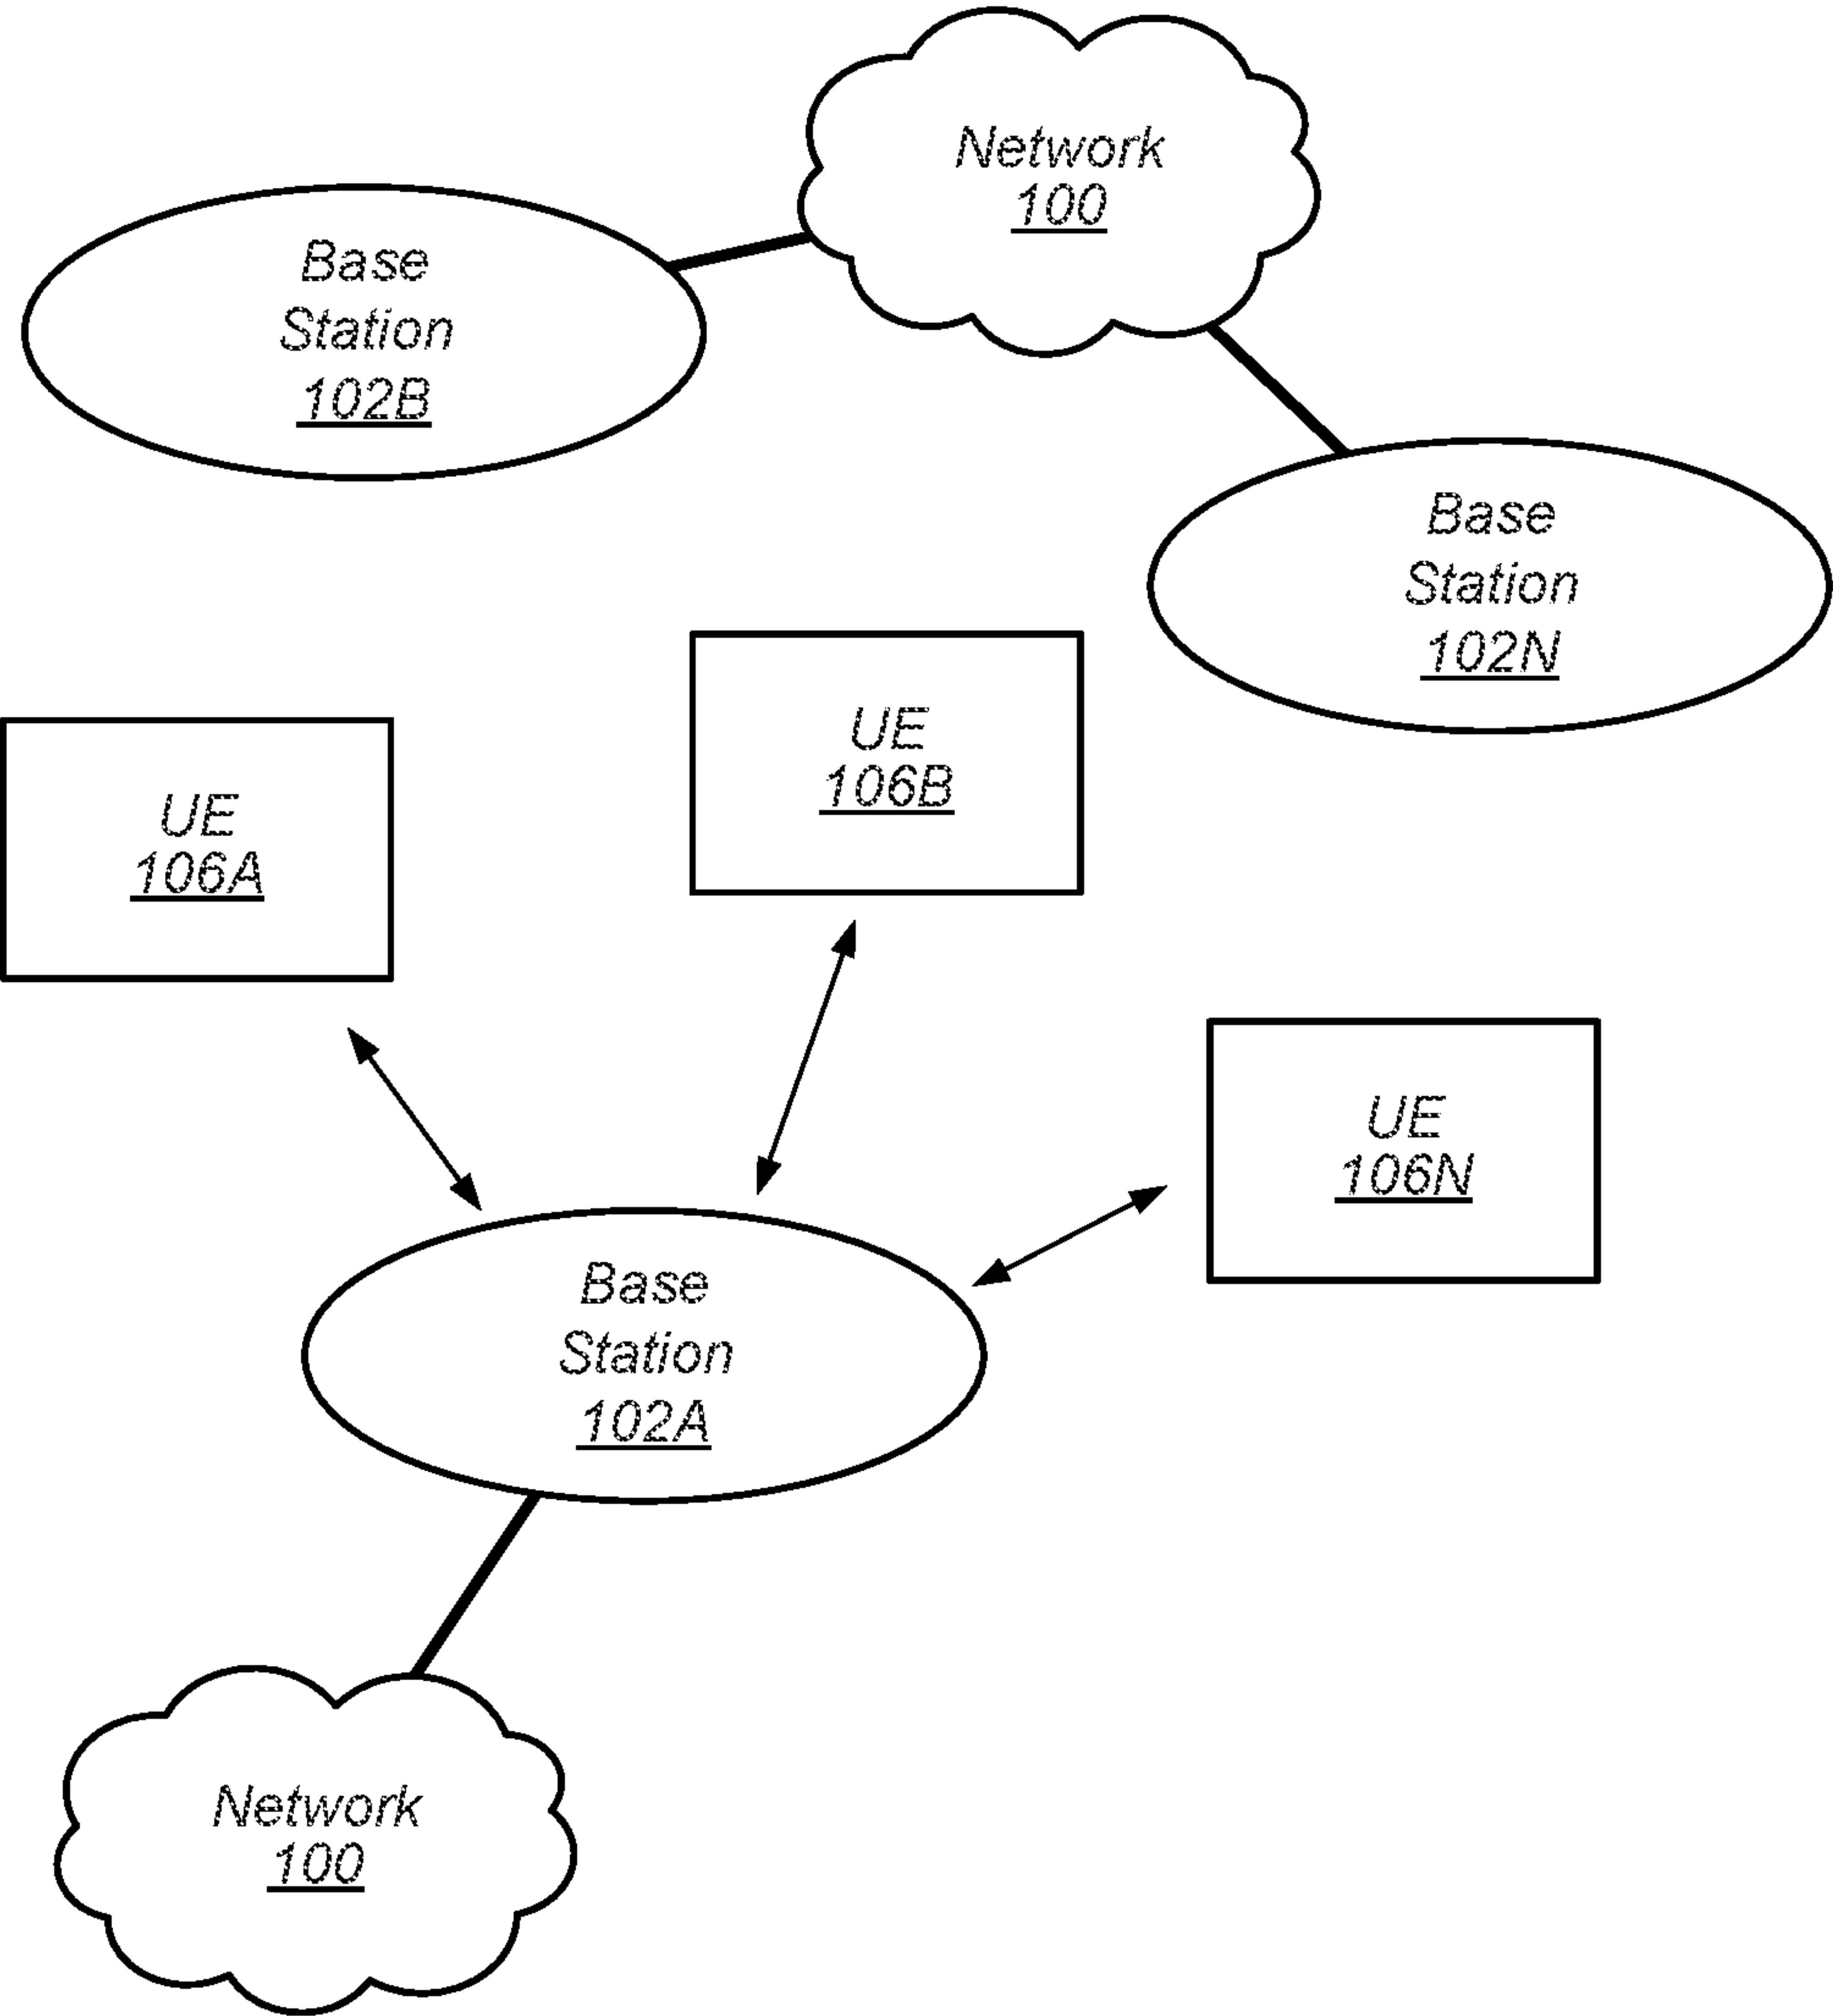 Network
100
Base
Station
102B
Base
Station
102N
UE
106B
UE
106A
UE
106N
Base
Station
102A
Network
100